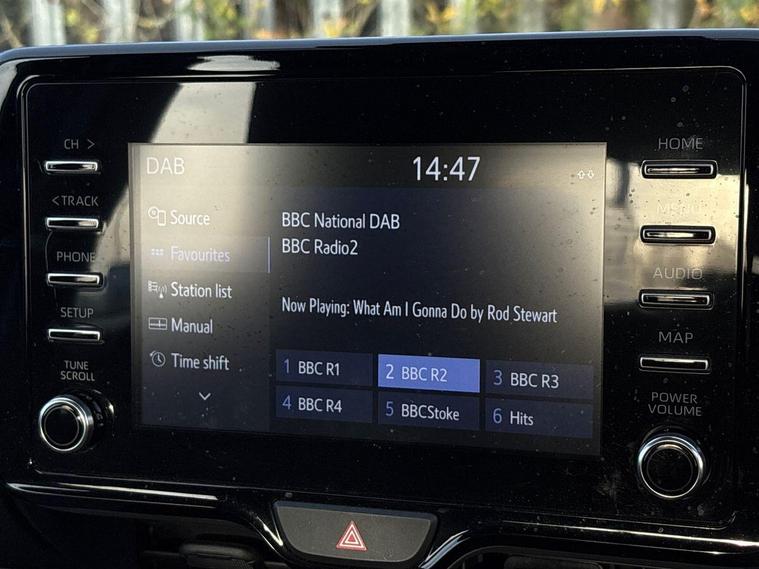 CH >
< TRACK
PHONE
SETUP
TUNE
SCROLL
DAB
14:47
Source
Favourites
Station list
Manual
Time shift
BBC National DAB
BBC Radio2
Now Playing: What Am I Gonna Do by Rod Stewart
1 BBC R1
2 BBC R2
3 BBC R3
4 BBC R4
5 BBCStoke
6 Hits
HOME
MENU
AUDIO
MAP
POWER
VOLUME